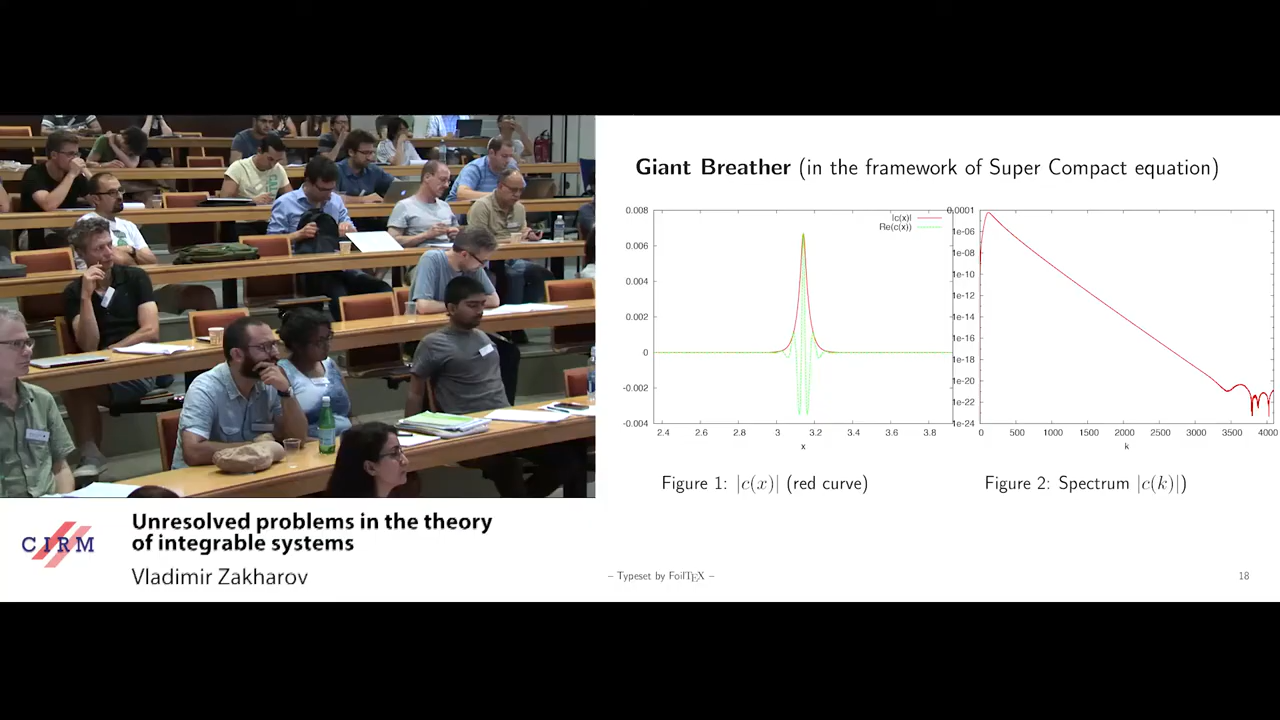 Giant Breather (in the framework of Super Compact equation)
0.008
0.006
0.004
0.002
0
-0.002
-0.004
2.4 2.6 2.8 3 3.2 3.4 3.6 3.8
x
|c(x)|
Re(c(x))
0.0001
1e-06
1e-08
1e-10
1e-12
1e-14
1e-16
1e-18
1e-20
1e-22
1e-24
0 500 1000 1500 2000 2500 3000 3500 4000
k
Figure 1: |c(x)| (red curve)
Figure 2: Spectrum |c(k)|)
CIRM
Unresolved problems in the theory
of integrable systems
Vladimir Zakharov
– Typeset by FoilTEX –
18